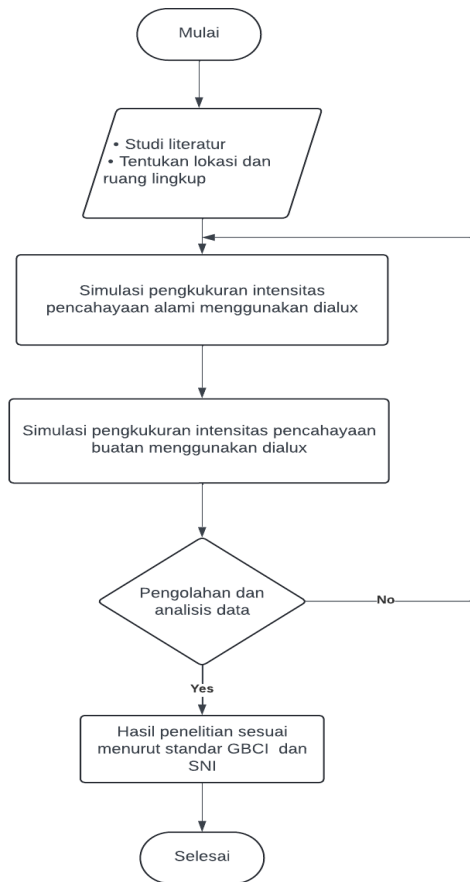 Mulai
• Studi literatur
• Tentukan lokasi dan
ruang lingkup
Simulasi pengkukuran intensitas
pencahayaan alami menggunakan dialux
Simulasi pengkukuran intensitas pencahayaan
buatan menggunakan dialux
Pengolahan dan
analisis data
No
Yes
Hasil penelitian sesuai
menurut standar GBCI dan
SNI
Selesai